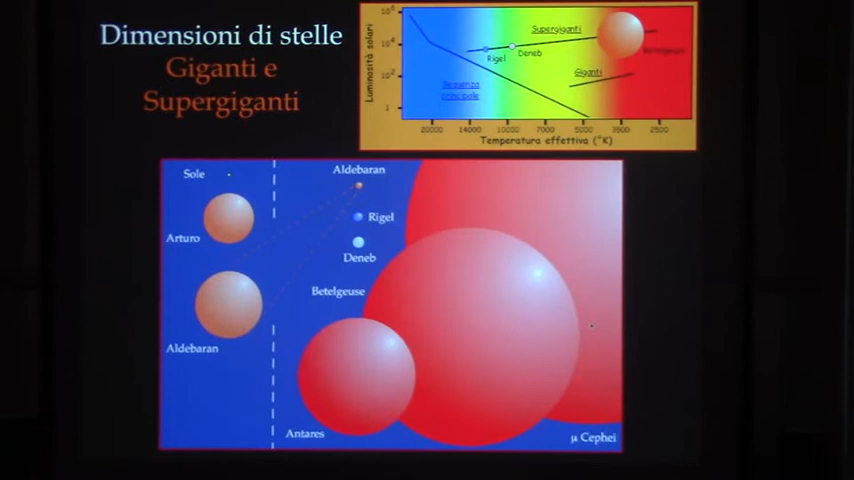 Dimensioni di stelle
Giganti e
Supergiganti
Luminosità solari
10⁶
10⁴
10²
1
Supergiganti
Rigel
Deneb
Betelgeuse
Giganti
Sequenza
principale
20000 14000 10000 7000 5000 3500 2500
Temperatura effettiva (°K)
Sole
Aldebaran
Arturo
Rigel
Deneb
Betelgeuse
Aldebaran
Antares
μ Cephei